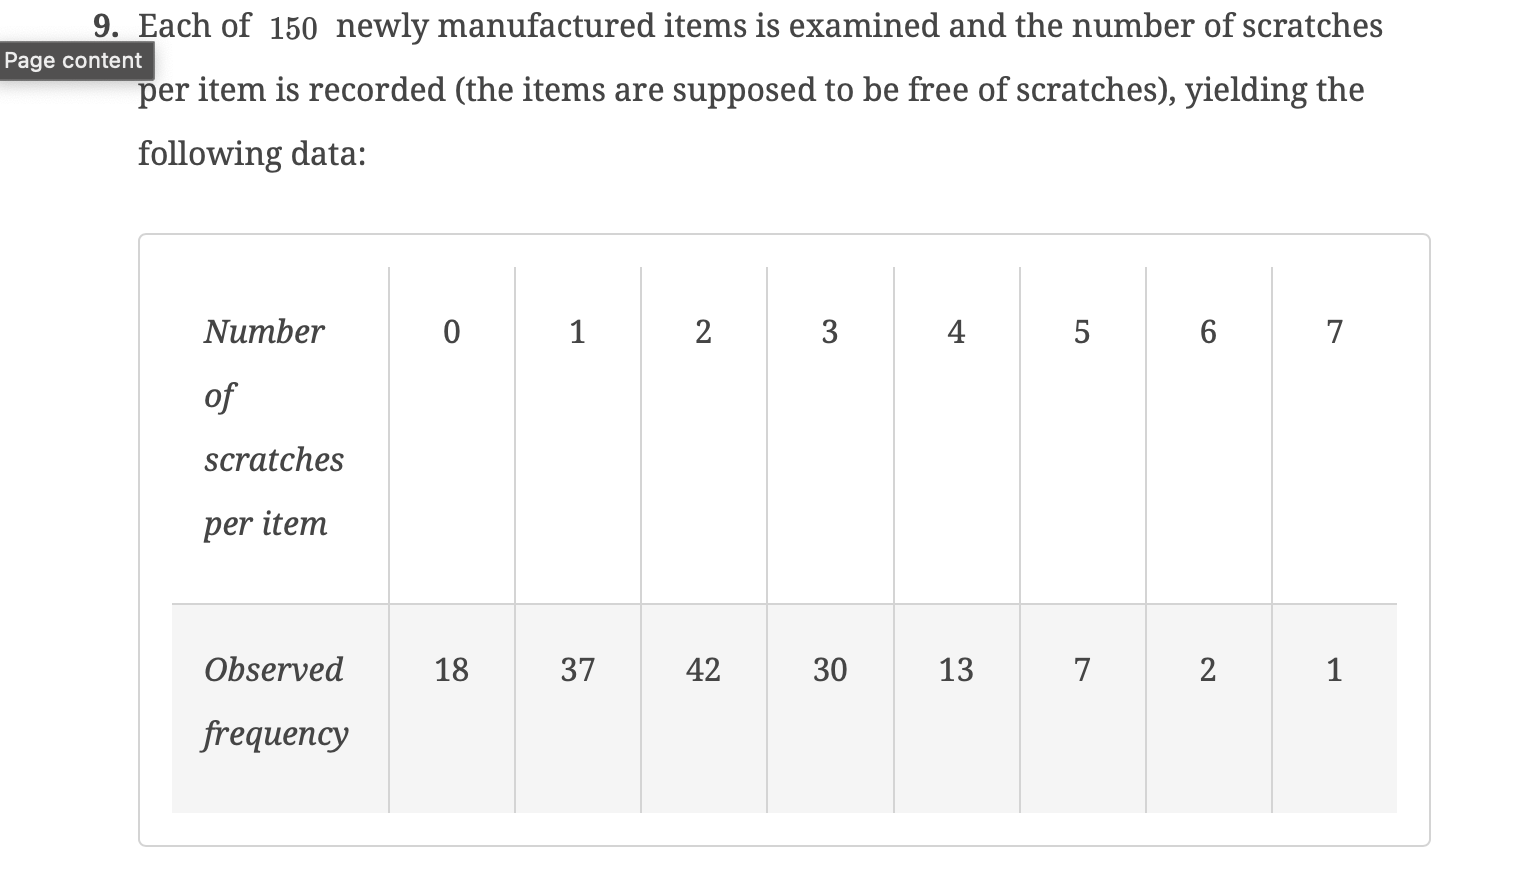 9. Each of 150 newly manufactured items is examined and the number of scratches
Page content
per item is recorded (the items are supposed to be free of scratches), yielding the
following data:
Number 0 1 2 3 4 5 6 7
of
scratches
per item
Observed 18 37 42 30 13 7 2 1
frequency